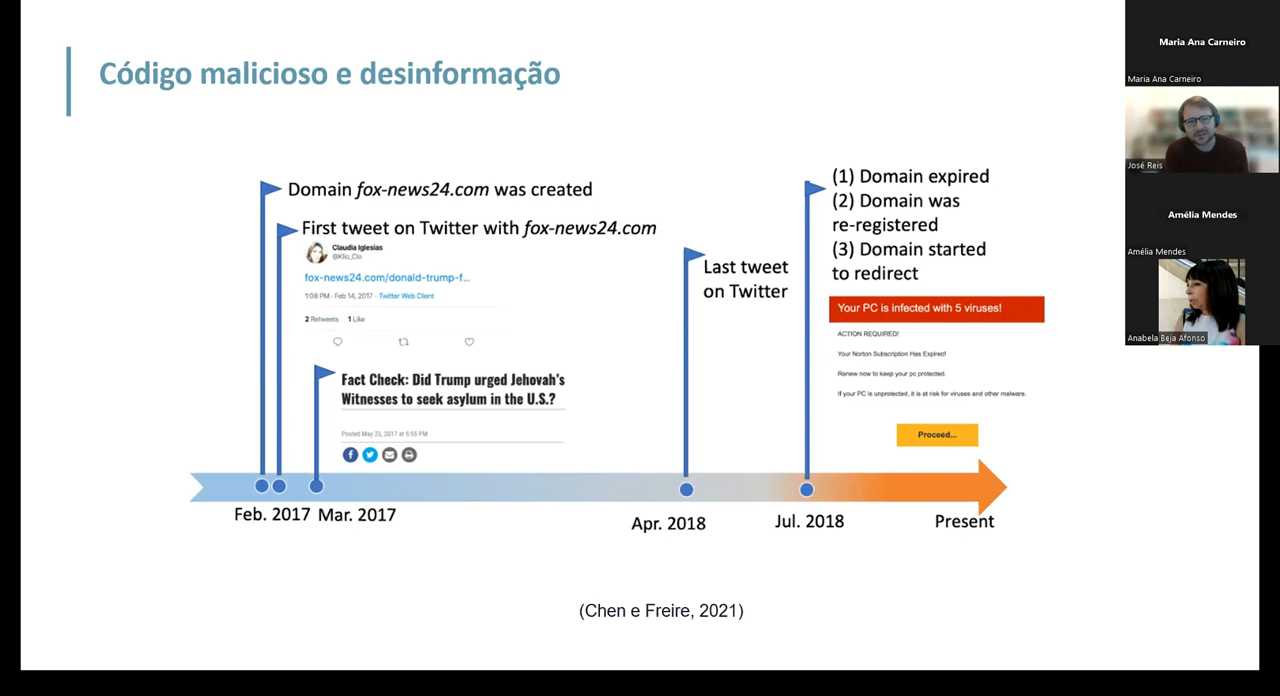 Código malicioso e desinformação
Domain fox-news24.com was created
First tweet on Twitter with fox-news24.com
Claudia Iglesias
@Klio_Clo
fox-news24.com/donald-trump-f...
1:08 PM · Feb 14, 2017 · Twitter Web Client
2 Retweets 1 Like
Fact Check: Did Trump urged Jehovah's
Witnesses to seek asylum in the U.S.?
Posted May 23, 2017 at 5:55 PM
Last tweet
on Twitter
(1) Domain expired
(2) Domain was
re-registered
(3) Domain started
to redirect
Your PC is infected with 5 viruses!
ACTION REQUIRED!
Your Norton Subscription Has Expired!
Renew now to keep your pc protected.
If your PC is unprotected, it is at risk for viruses and other malware.
Proceed...
Feb. 2017
Mar. 2017
Apr. 2018
Jul. 2018
Present
(Chen e Freire, 2021)
Maria Ana Carneiro
Maria Ana Carneiro
José Reis
Amélia Mendes
Amélia Mendes
Anabela Beja Afonso